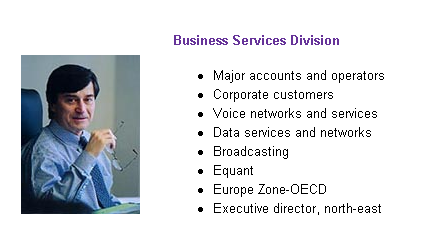 Business Services Division
Major accounts and operators
Corporate customers
Voice networks and services
Data services and networks
Broadcasting
Equant
Europe Zone-OECD
Executive director, north-east